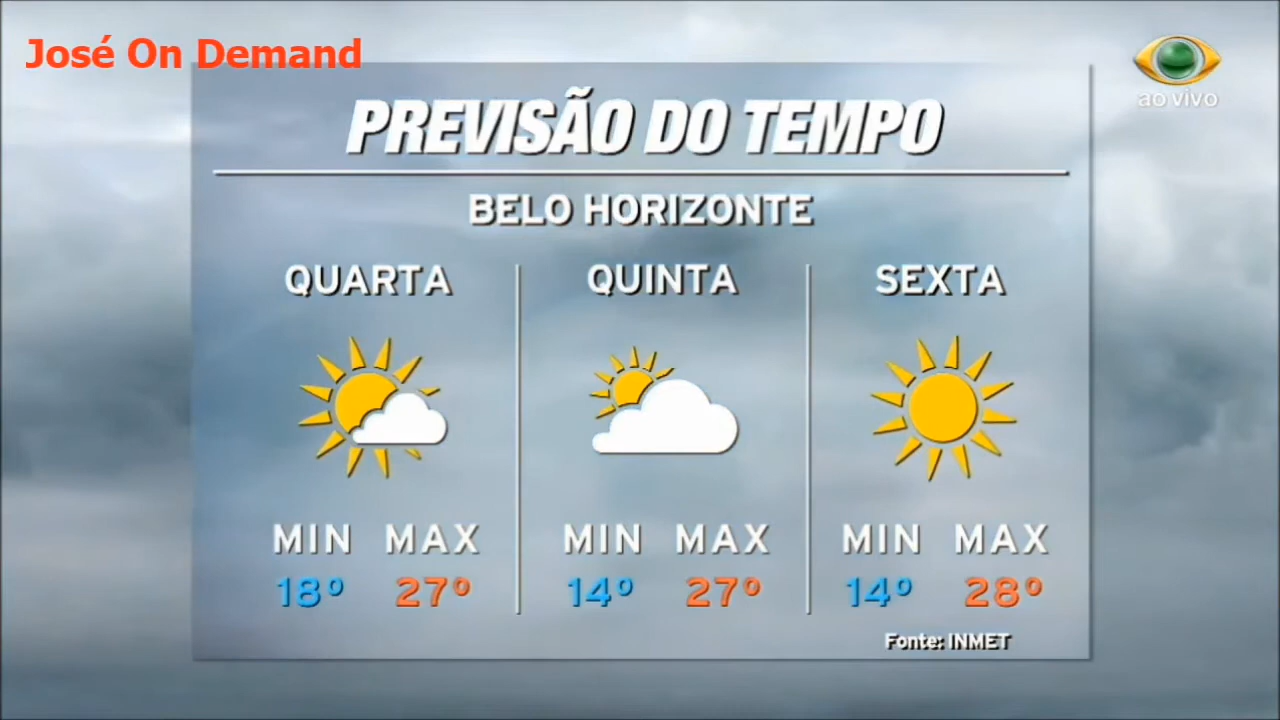 José On Demand
ao vivo
PREVISÃO DO TEMPO
BELO HORIZONTE
QUARTA QUINTA SEXTA
MIN MAX MIN MAX MIN MAX
18º 27º 14º 27º 14º 28º
Fonte: INMET